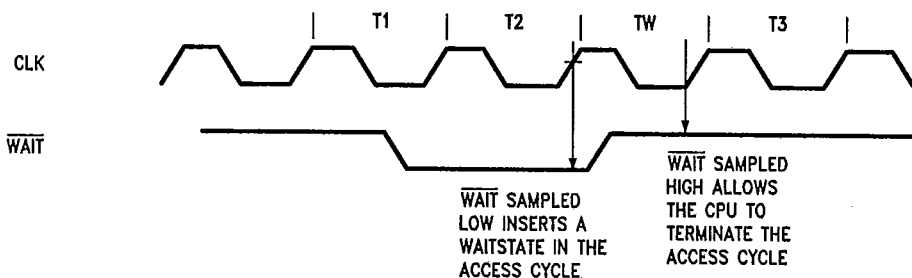 T1 T2 TW T3
CLK
WAIT
WAIT SAMPLED
LOW INSERTS A
WAITSTATE IN THE
ACCESS CYCLE.
WAIT SAMPLED
HIGH ALLOWS
THE CPU TO
TERMINATE THE
ACCESS CYCLE